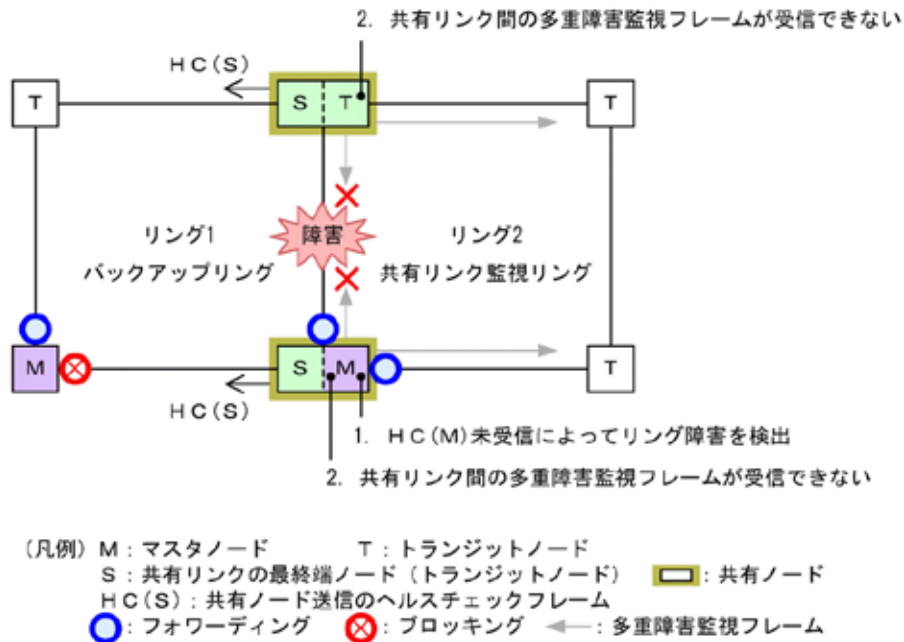 2. 共有リンク間の多重障害監視フレームが受信できない
HC(S)
T
S
T
T
リング1
バックアップリング
障害
リング2
共有リンク監視リング
M
S
M
T
HC(S)
1. HC(M)未受信によってリング障害を検出
2. 共有リンク間の多重障害監視フレームが受信できない
(凡例) M:マスタノード T:トランジットノード
S:共有リンクの最終端ノード(トランジットノード) :共有ノード
HC(S):共有ノード送信のヘルスチェックフレーム
:フォワーディング :ブロッキング :多重障害監視フレーム